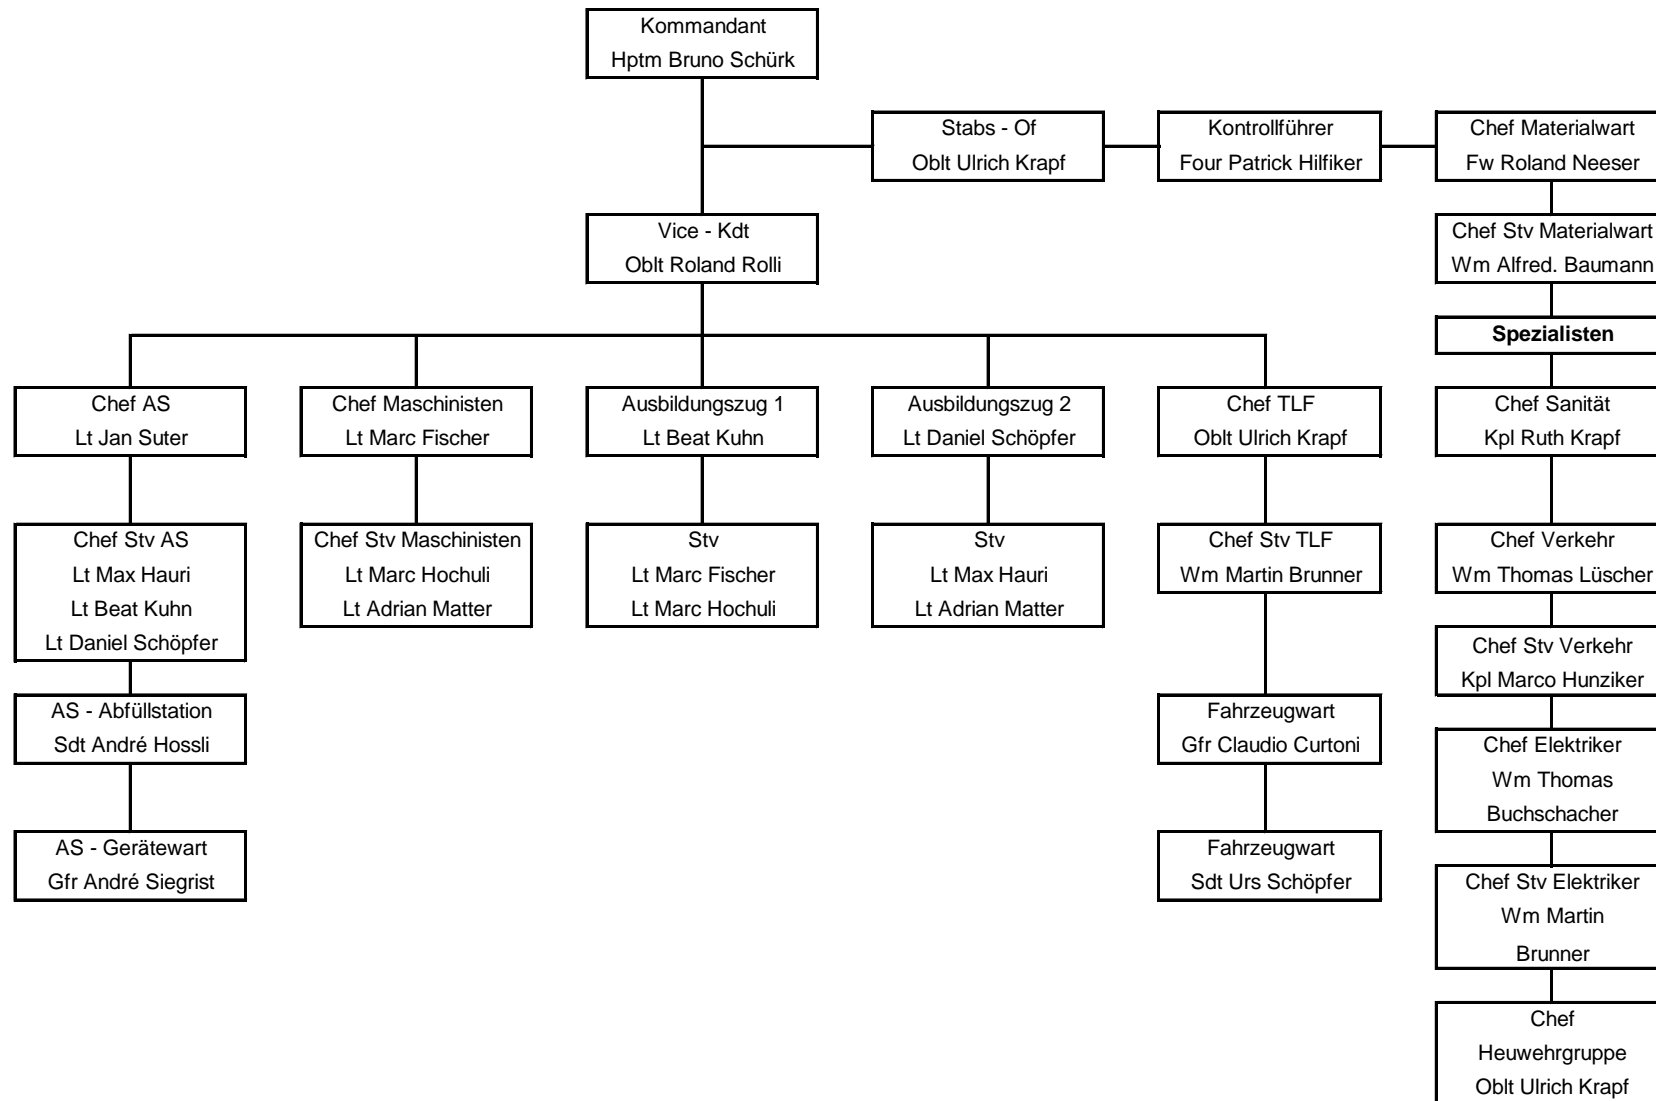 Kommandant
Hptm Bruno Schürk
Stabs - Of
Oblt Ulrich Krapf
Kontrollführer
Four Patrick Hilfiker
Chef Materialwart
Fw Roland Neeser
Vice - Kdt
Oblt Roland Rolli
Chef Stv Materialwart
Wm Alfred. Baumann
Spezialisten
Chef AS
Lt Jan Suter
Chef Maschinisten
Lt Marc Fischer
Ausbildungszug 1
Lt Beat Kuhn
Ausbildungszug 2
Lt Daniel Schöpfer
Chef TLF
Oblt Ulrich Krapf
Chef Sanität
Kpl Ruth Krapf
Chef Stv AS
Lt Max Hauri
Lt Beat Kuhn
Lt Daniel Schöpfer
Chef Stv Maschinisten
Lt Marc Hochuli
Lt Adrian Matter
Stv
Lt Marc Fischer
Lt Marc Hochuli
Stv
Lt Max Hauri
Lt Adrian Matter
Chef Stv TLF
Wm Martin Brunner
Chef Verkehr
Wm Thomas Lüscher
Chef Stv Verkehr
Kpl Marco Hunziker
AS - Abfüllstation
Sdt André Hossli
Fahrzeugwart
Gfr Claudio Curtoni
Chef Elektriker
Wm Thomas
Buchschacher
AS - Gerätewart
Gfr André Siegrist
Fahrzeugwart
Sdt Urs Schöpfer
Chef Stv Elektriker
Wm Martin
Brunner
Chef
Heuwehrgruppe
Oblt Ulrich Krapf